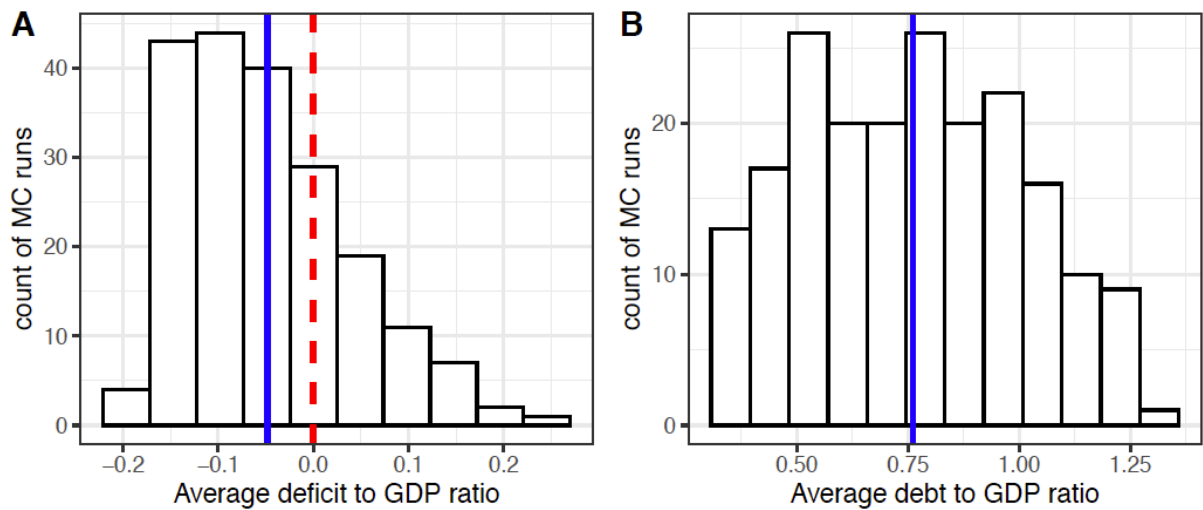 A
count of MC runs
40
30
20
10
0
−0.2
−0.1
0.0
0.1
0.2
Average deficit to GDP ratio
B
count of MC runs
20
10
0
0.50
0.75
1.00
1.25
Average debt to GDP ratio